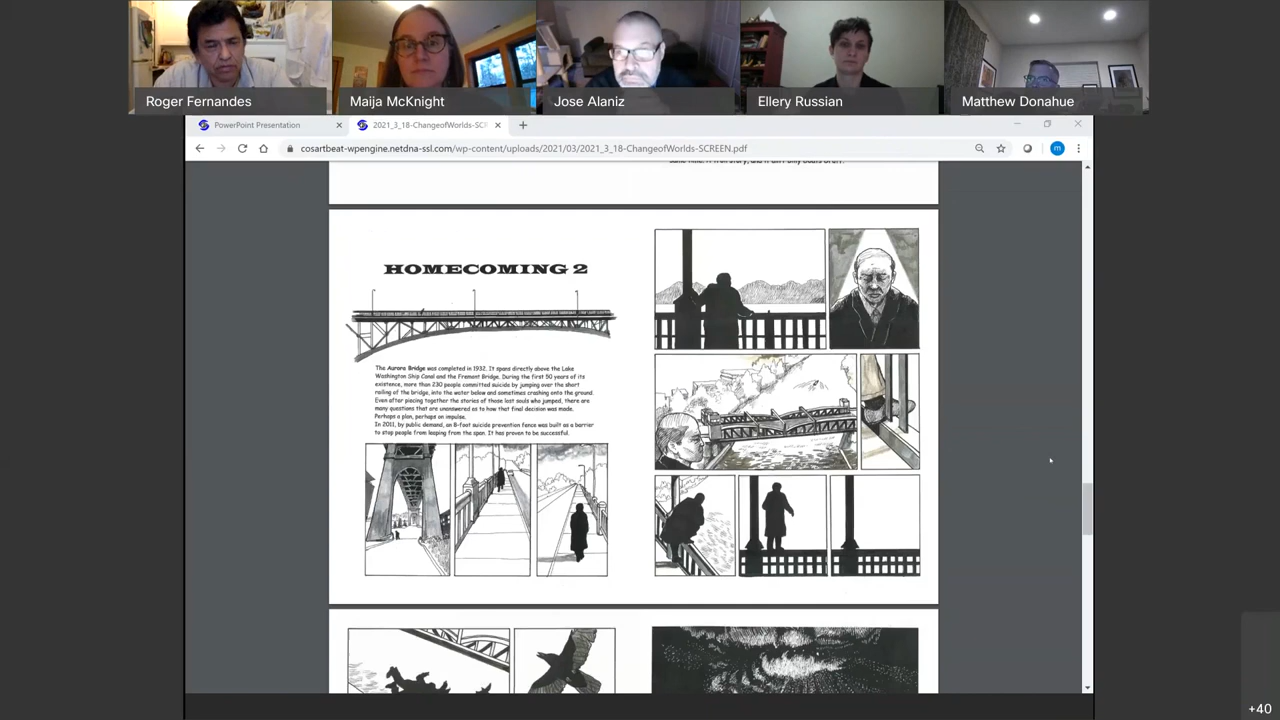 Roger Fernandes
Maija McKnight
Jose Alaniz
Ellery Russian
Matthew Donahue
PowerPoint Presentation
2021_3_18-ChangeofWorlds-SCR
cosartbeat-wpengine.netdna-ssl.com/wp-content/uploads/2021/03/2021_3_18-ChangeofWorlds-SCREEN.pdf
HOMECOMING 2
The Aurora Bridge was completed in 1932. It spans directly above the Lake
Washington Ship Canal and the Fremont Bridge. During the first 50 years of its
existence, more than 230 people committed suicide by jumping over the short
railing of the bridge, into the water below and sometimes crashing onto the ground.
Even after piecing together the stories of those lost souls who jumped, there are
many questions that are unanswered as to how that final decision was made.
Perhaps a plan, perhaps on impulse.
In 2011, by public demand, an 8-foot suicide prevention fence was built as a barrier
to stop people from leaping from the span. It has proven to be successful.
+40